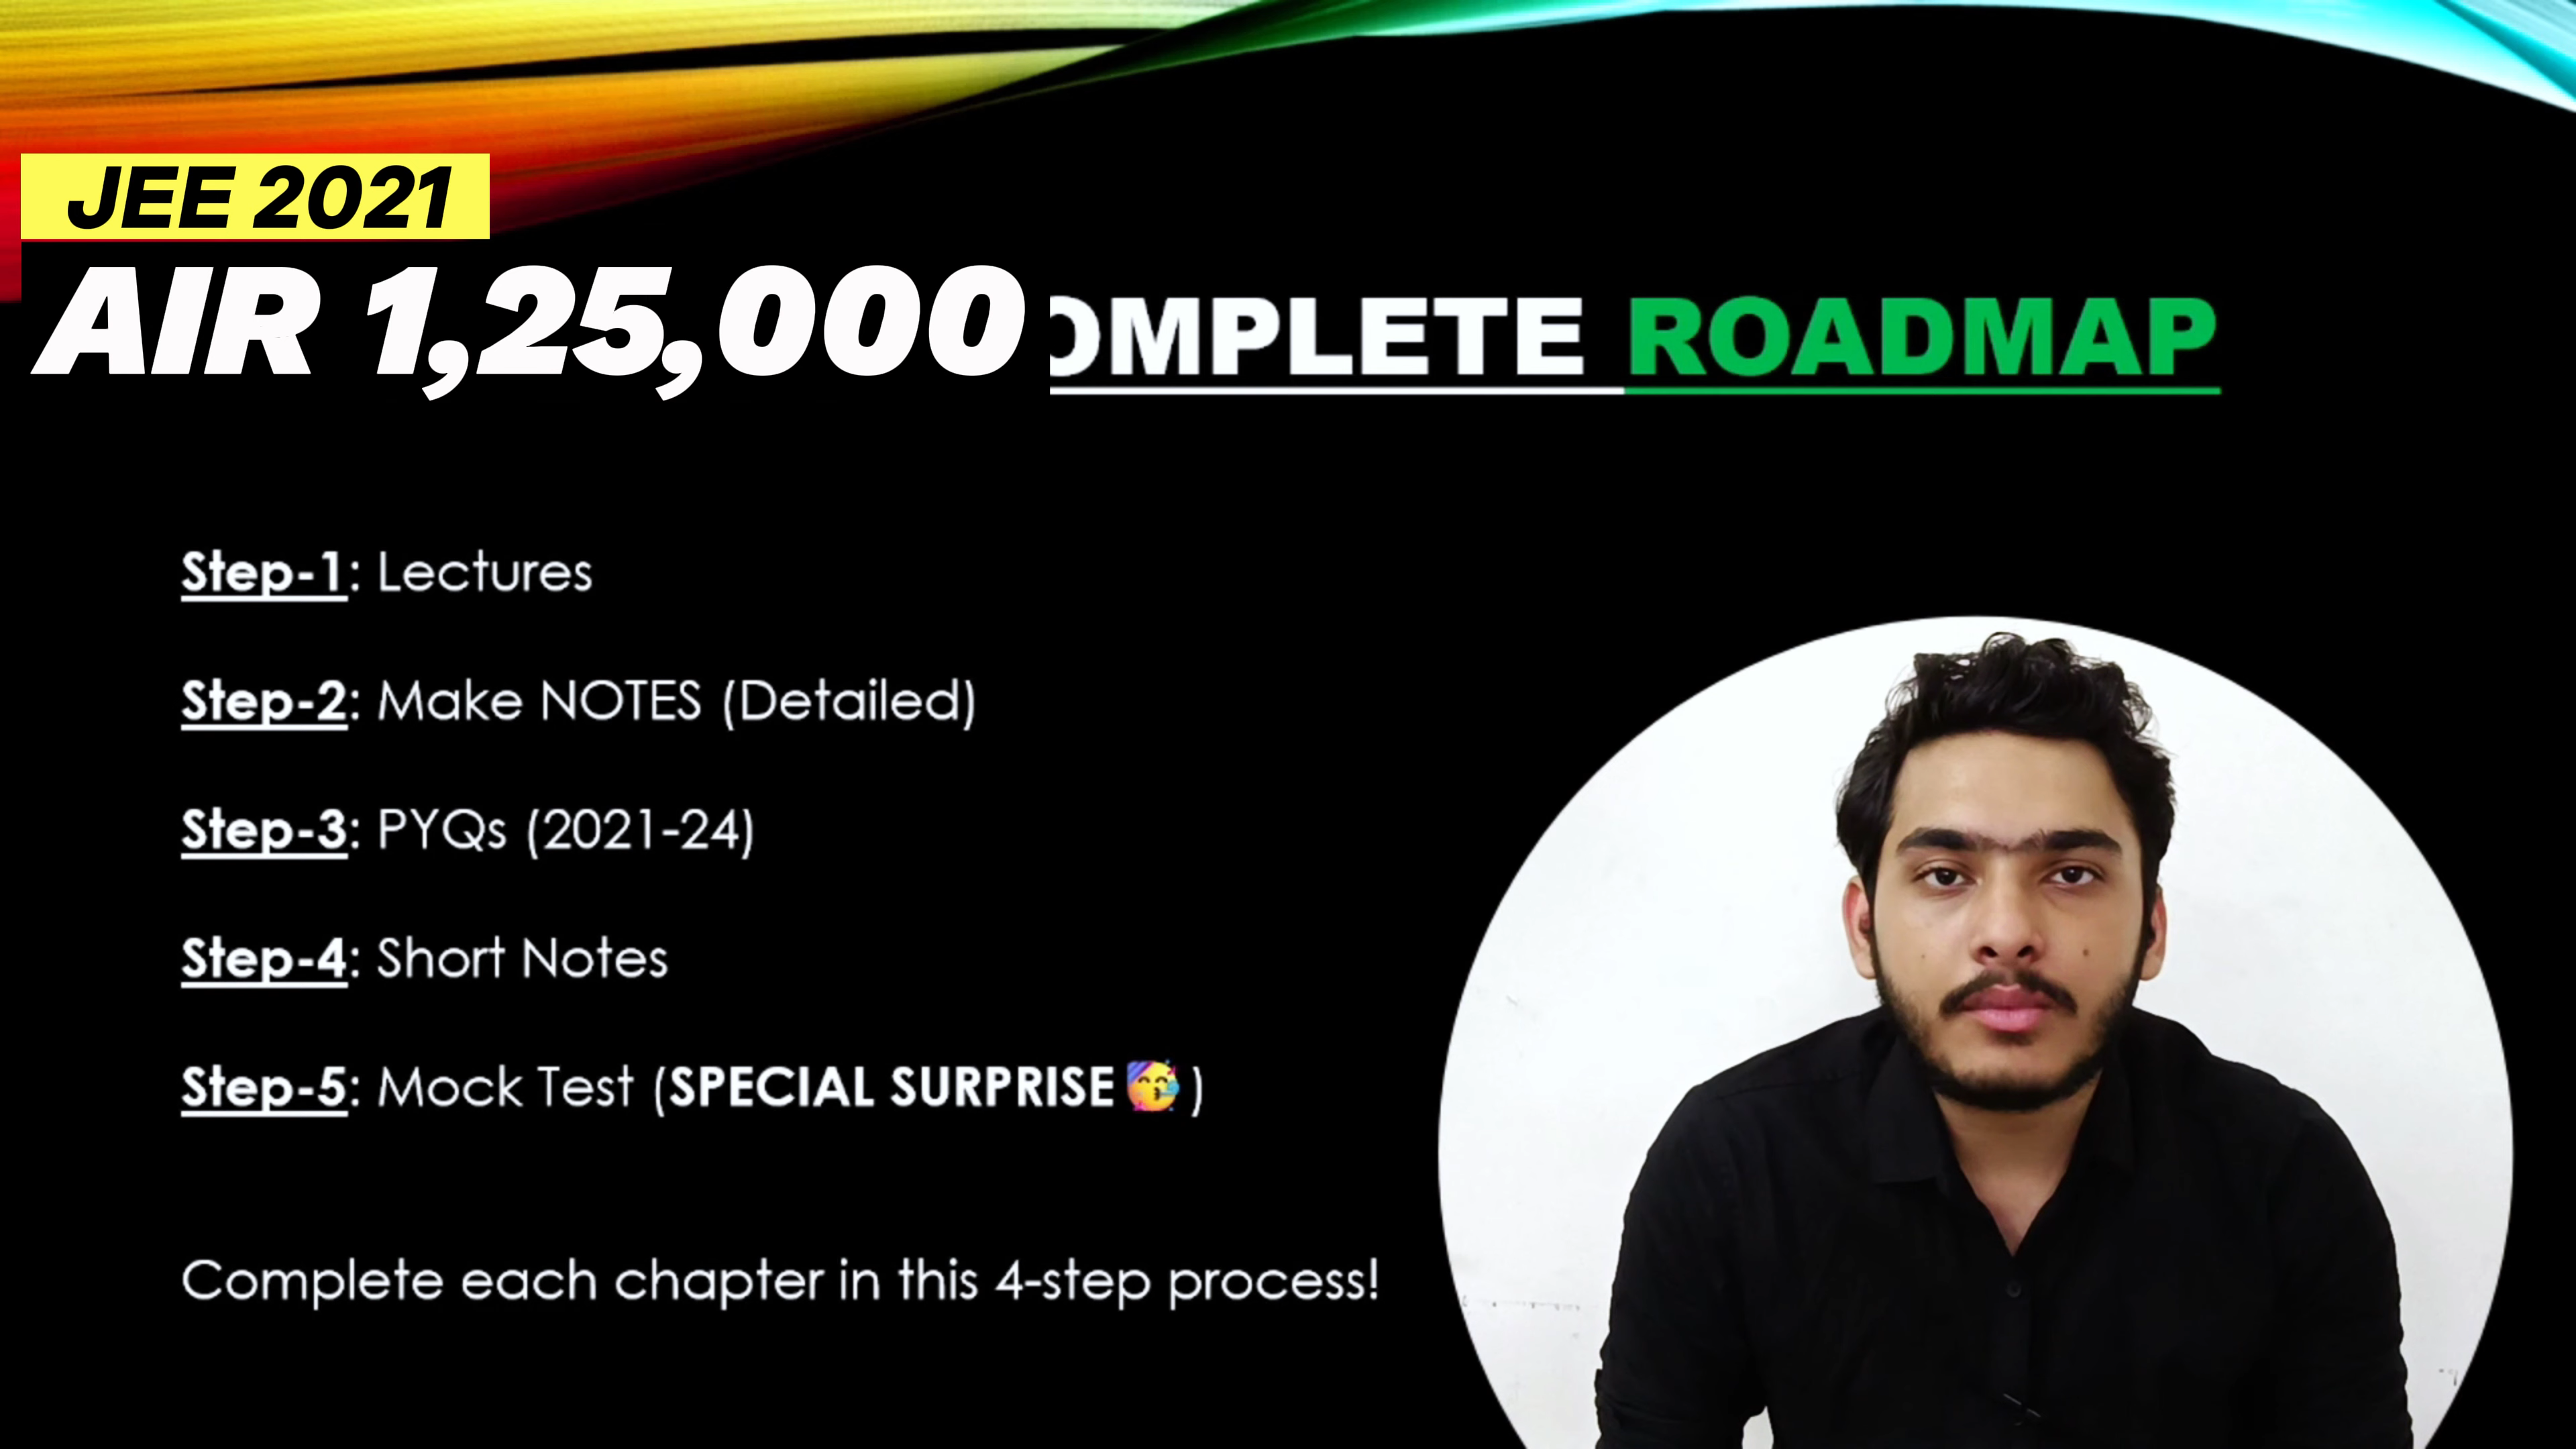 JEE 2021
AIR 1,25,000
OMPLETE ROADMAP
Step-1: Lectures
Step-2: Make NOTES (Detailed)
Step-3: PYQs (2021-24)
Step-4: Short Notes
Step-5: Mock Test (SPECIAL SURPRISE 🥳)
Complete each chapter in this 4-step process!